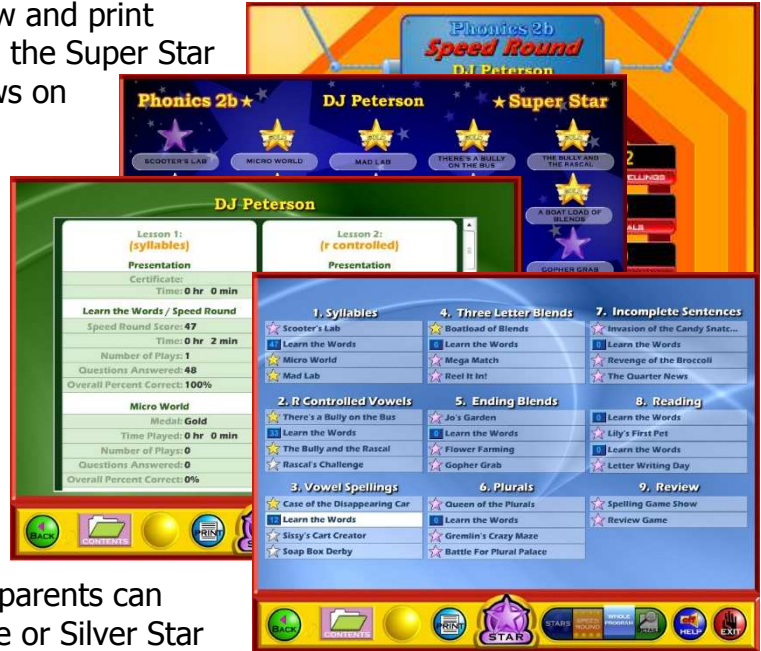 w and print
the Super Star
ws on
Phonics 2b
Speed Round
DJ Peterson
Phonics 2b
DJ Peterson
Super Star
SCOOTER'S LAB
MICRO WORLD
MAD LAB
THERE'S A BULLY ON THE BUS
THE BULLY AND THE RASCAL
A BOAT LOAD OF BLENDS
GOPHER GRAB
2
ELLINGS
ALS
DJ Peterson
Lesson 1:
(syllables)
Presentation
Certificate:
Time: 0 hr 0 min
Learn the Words / Speed Round
Speed Round Score: 47
Time: 0 hr 2 min
Number of Plays: 1
Questions Answered: 48
Overall Percent Correct: 100%
Micro World
Medal: Gold
Time Played: 0 hr 0 min
Number of Plays: 0
Questions Answered: 0
Overall Percent Correct: 0%
Lesson 2:
(r controlled)
Presentation
BACK
CONTENTS
PRINT
1. Syllables
Scooter's Lab
47 Learn the Words
Micro World
Mad Lab
2. R Controlled Vowels
There's a Bully on the Bus
33 Learn the Words
The Bully and the Rascal
Rascal's Challenge
3. Vowel Spellings
Case of the Disappearing Car
12 Learn the Words
Sissy's Cart Creator
Soap Box Derby
4. Three Letter Blends
Boatload of Blends
0 Learn the Words
Mega Match
Reel It In!
5. Ending Blends
Jo's Garden
0 Learn the Words
Flower Farming
Gopher Grab
6. Plurals
Queen of the Plurals
0 Learn the Words
Gremlin's Crazy Maze
Battle For Plural Palace
7. Incomplete Sentences
Invasion of the Candy Snatc...
0 Learn the Words
Revenge of the Broccoli
The Quarter News
8. Reading
0 Learn the Words
Lily's First Pet
0 Learn the Words
Letter Writing Day
9. Review
Spelling Game Show
Review Game
BACK
CONTENTS
PRINT
STAR
STARS
SPEED ROUND
WHOLE PROGRAM
DETAILS
HELP
EXIT
parents can
e or Silver Star